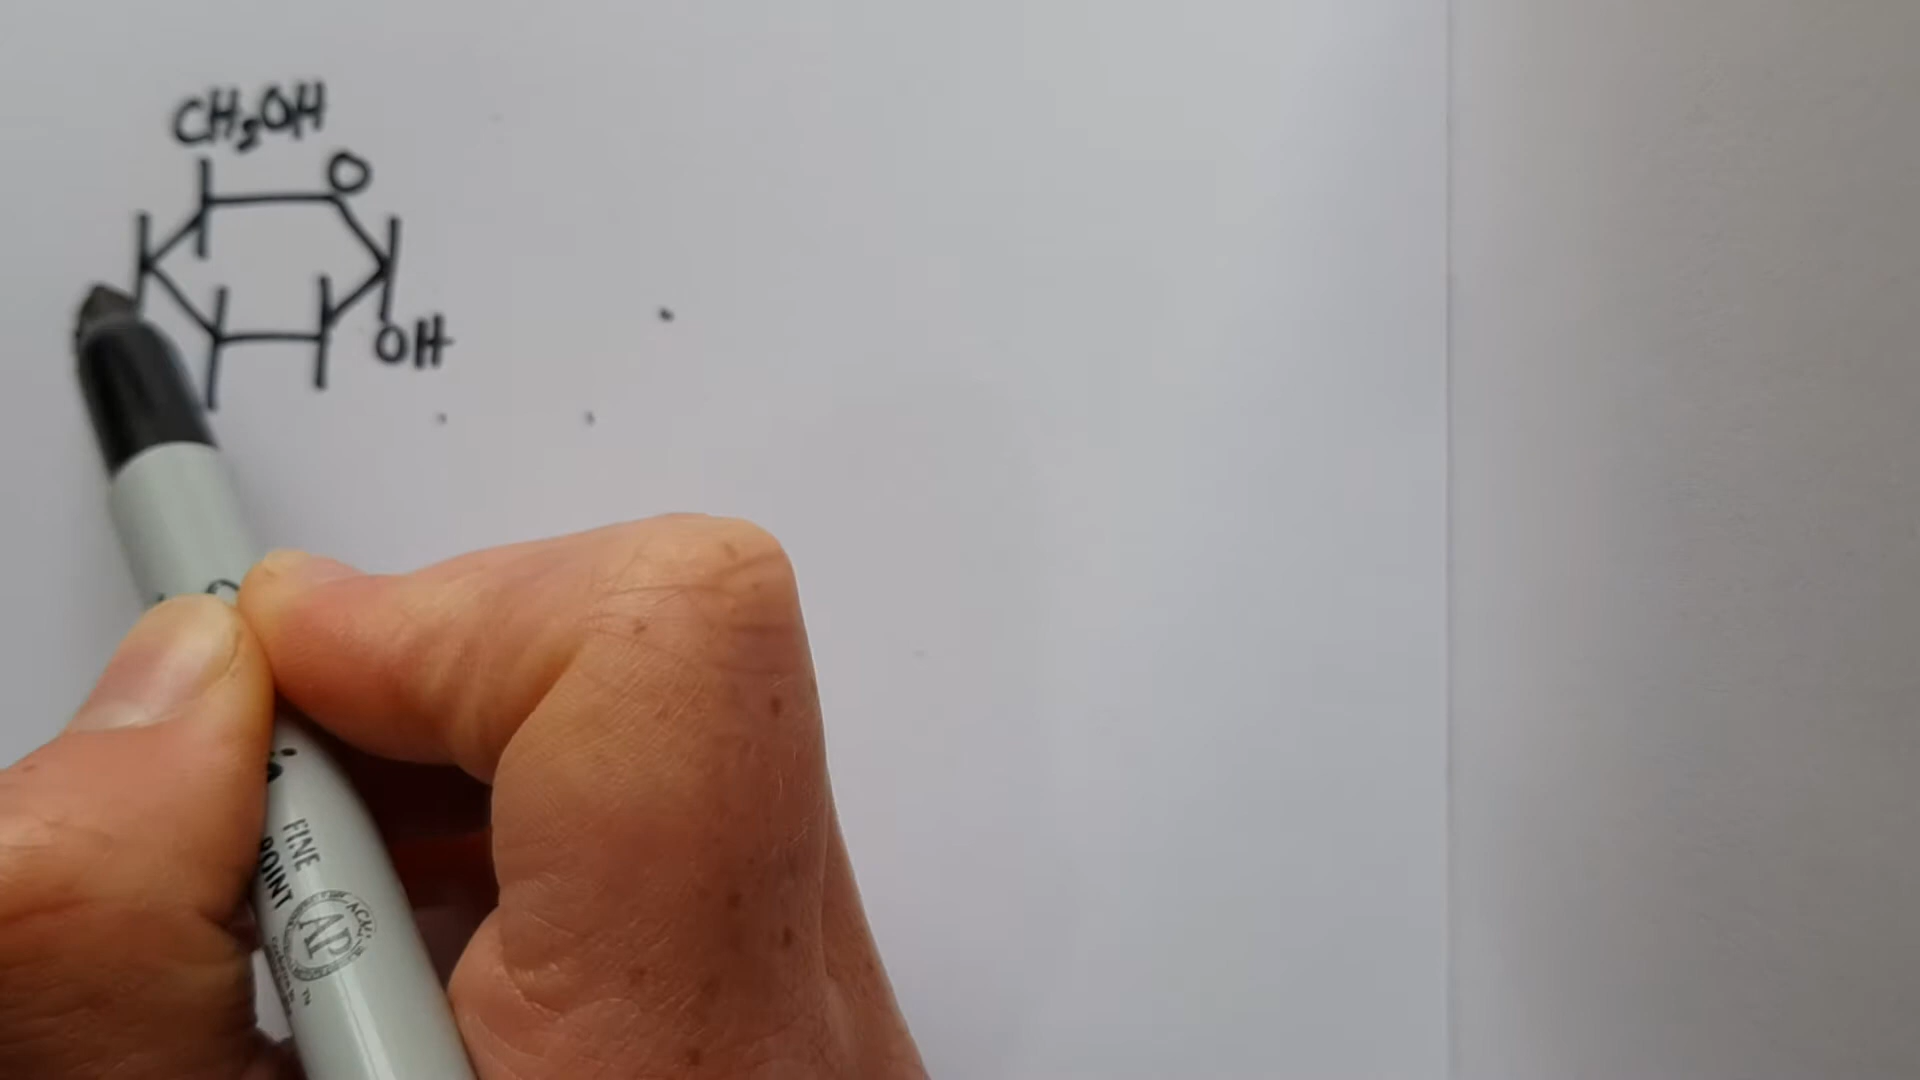 CH₂OH
O
OH
FINE
POINT
AP